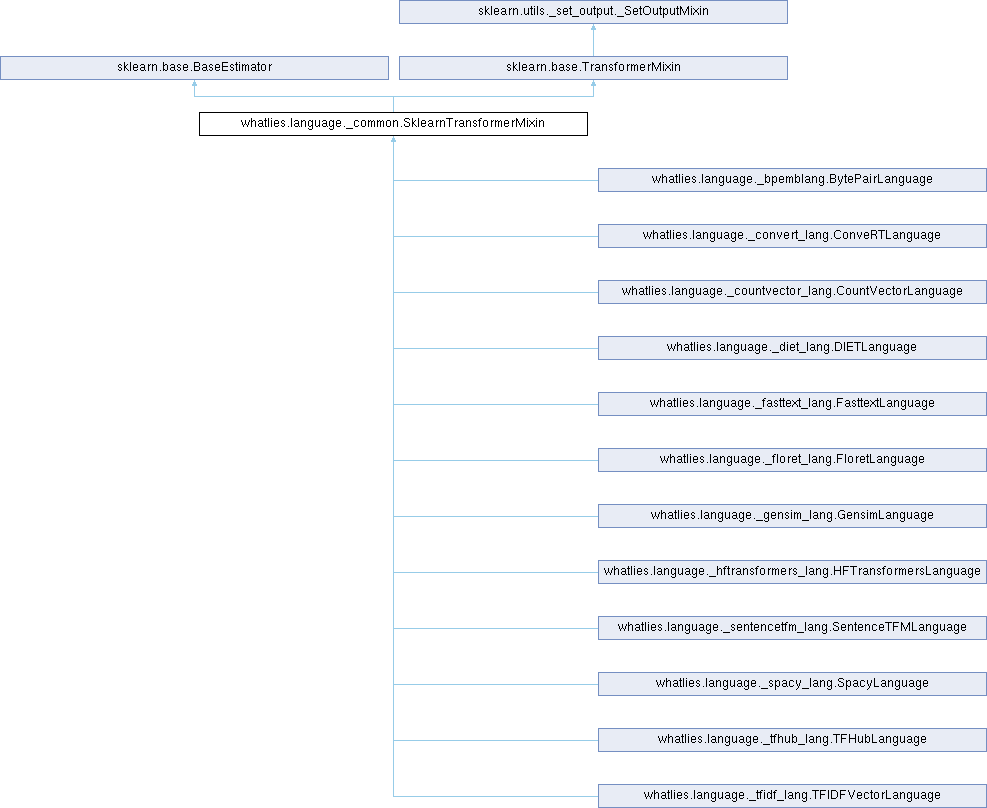 sklearn.utils._set_output._SetOutputMixin
sklearn.base.BaseEstimator
sklearn.base.TransformerMixin
whatlies.language._common.SklearnTransformerMixin
whatlies.language._bpemblang.BytePairLanguage
whatlies.language._convert_lang.ConveRTLanguage
whatlies.language._countvector_lang.CountVectorLanguage
whatlies.language._diet_lang.DIETLanguage
whatlies.language._fasttext_lang.FasttextLanguage
whatlies.language._floret_lang.FloretLanguage
whatlies.language._gensim_lang.GensimLanguage
whatlies.language._hftransformers_lang.HFTransformersLanguage
whatlies.language._sentencetfm_lang.SentenceTFMLanguage
whatlies.language._spacy_lang.SpacyLanguage
whatlies.language._tfhub_lang.TFHubLanguage
whatlies.language._tfidf_lang.TFIDFVectorLanguage